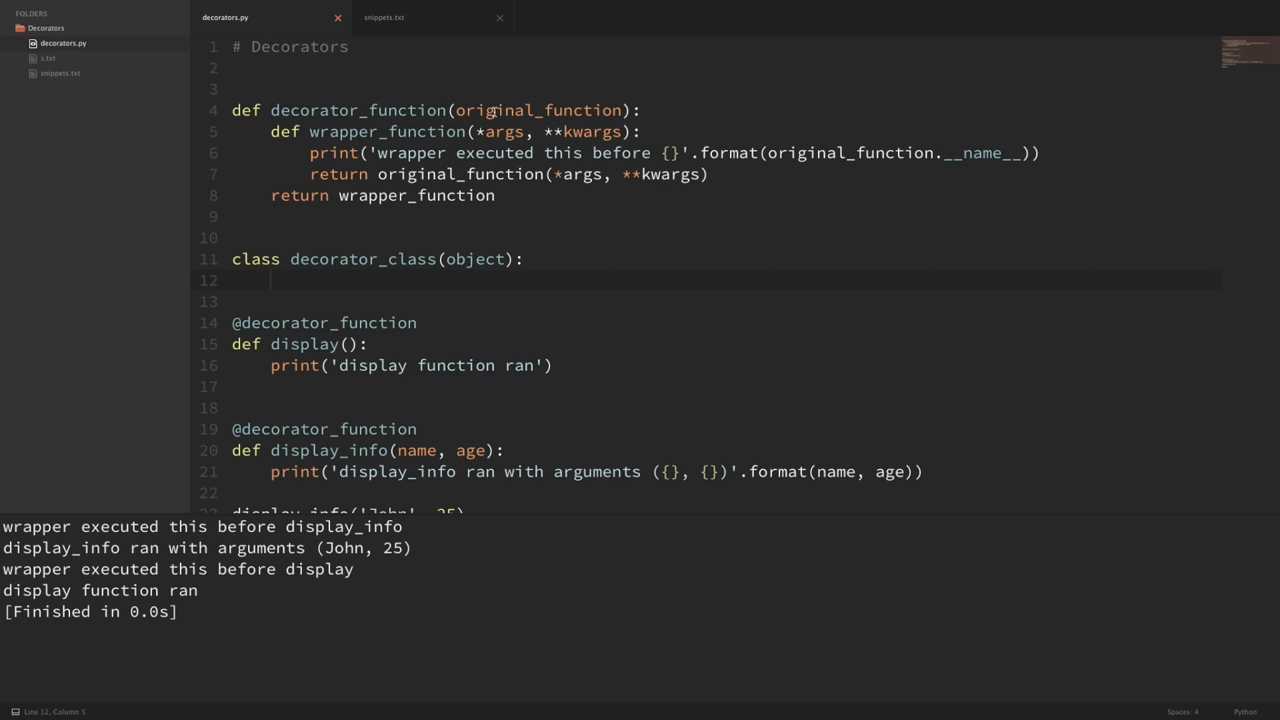 FOLDERS
Decorators
decorators.py
s.txt
snippets.txt
decorators.py
snippets.txt
1 # Decorators
2
3
4 def decorator_function(original_function):
5     def wrapper_function(*args, **kwargs):
6         print('wrapper executed this before {}'.format(original_function.__name__))
7         return original_function(*args, **kwargs)
8     return wrapper_function
9
10
11 class decorator_class(object):
12
13
14 @decorator_function
15 def display():
16     print('display function ran')
17
18
19 @decorator_function
20 def display_info(name, age):
21     print('display_info ran with arguments ({}, {})'.format(name, age))
22
23 display_info('John', 25)
wrapper executed this before display_info
display_info ran with arguments (John, 25)
wrapper executed this before display
display function ran
[Finished in 0.0s]
Line 12, Column 5
Spaces: 4
Python